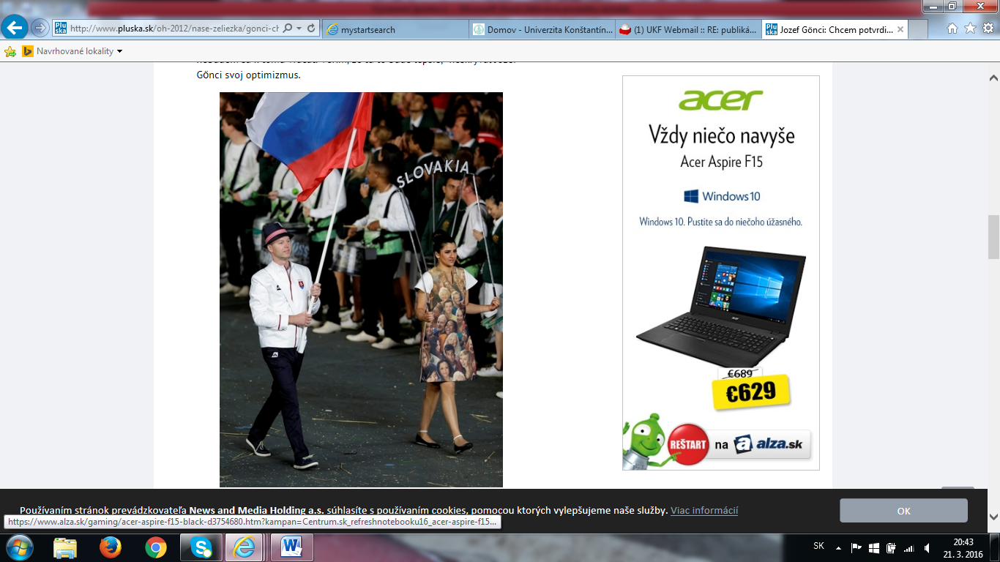 http://www.pluska.sk/oh-2012/nase-zeliezka/gonci-ch
mystartsearch
Domov - Univerzita Konštantín...
(1) UKF Webmail :: RE: publiká...
Jozef Gönci: Chcem potvrdi...
Navrhované lokality
Gönci svoj optimizmus.
SLOVAKIA
acer
Vždy niečo navyše
Acer Aspire F15
Windows 10
Windows 10. Pustite sa do niečoho úžasného.
€689
€629
REŠTART na alza.sk
Používaním stránok prevádzkovateľa News and Media Holding a.s. súhlasíte s používaním cookies, pomocou ktorých vylepšujeme naše služby. Viac informácií
OK
https://www.alza.sk/gaming/acer-aspire-f15-black-d3754680.htm?kampan=Centrum.sk_refreshnotebooku16_acer-aspire-f15...
SK
20:43
21. 3. 2016